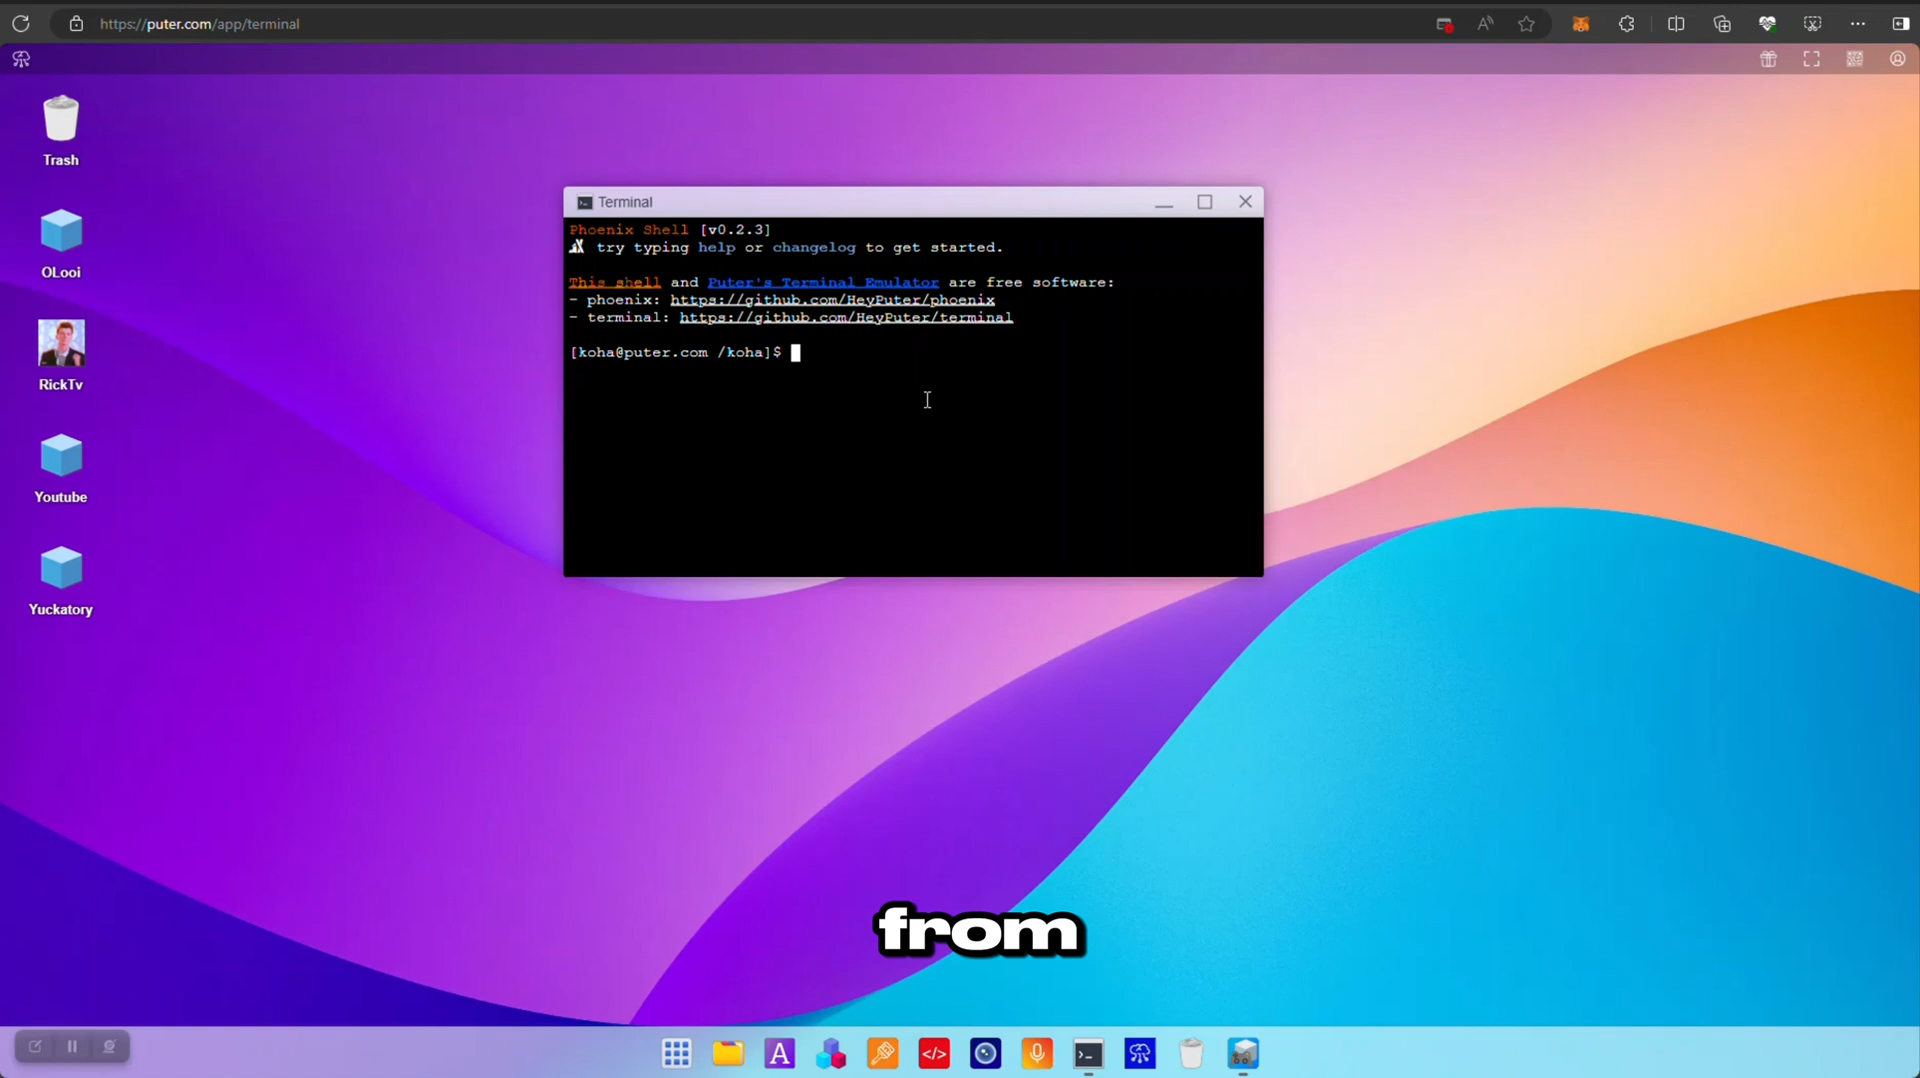 https://puter.com/app/terminal
Trash
OLooi
RickTv
Youtube
Yuckatory
Terminal
Phoenix Shell [v0.2.3]
try typing help or changelog to get started.
This shell and Puter's Terminal Emulator are free software:
- phoenix: https://github.com/HeyPuter/phoenix
- terminal: https://github.com/HeyPuter/terminal
[koha@puter.com /koha]$
from